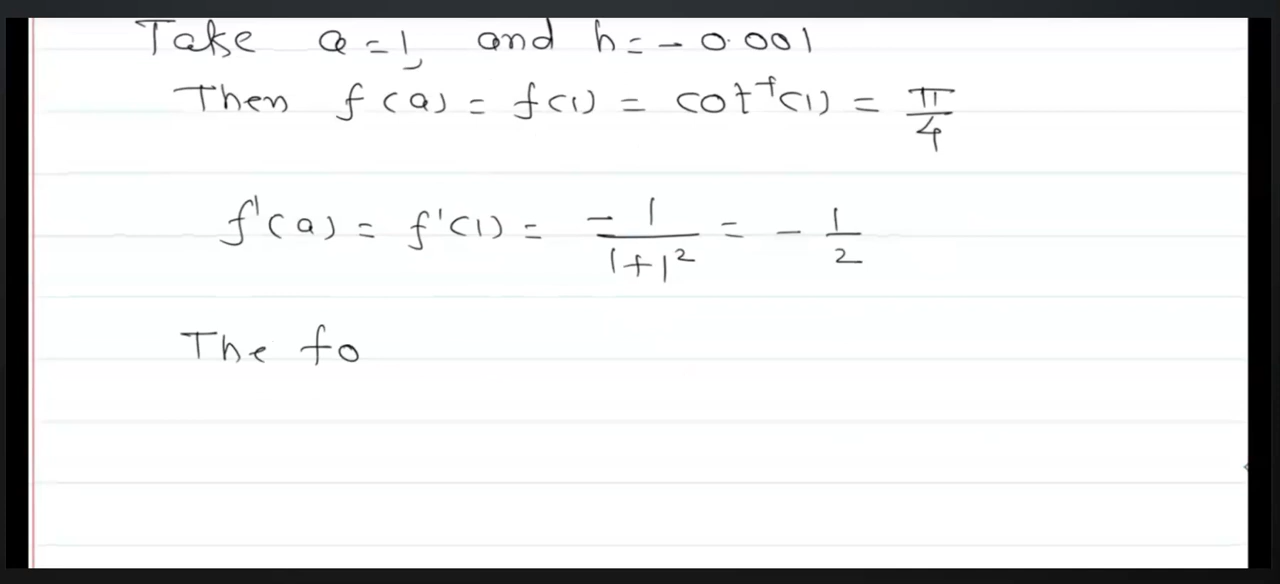 Take a = 1, and h = - 0.001
Then f(a) = f(1) = cot⁻¹(1) = π/4
f'(a) = f'(1) = -1/(1+1²) = - 1/2
The fo